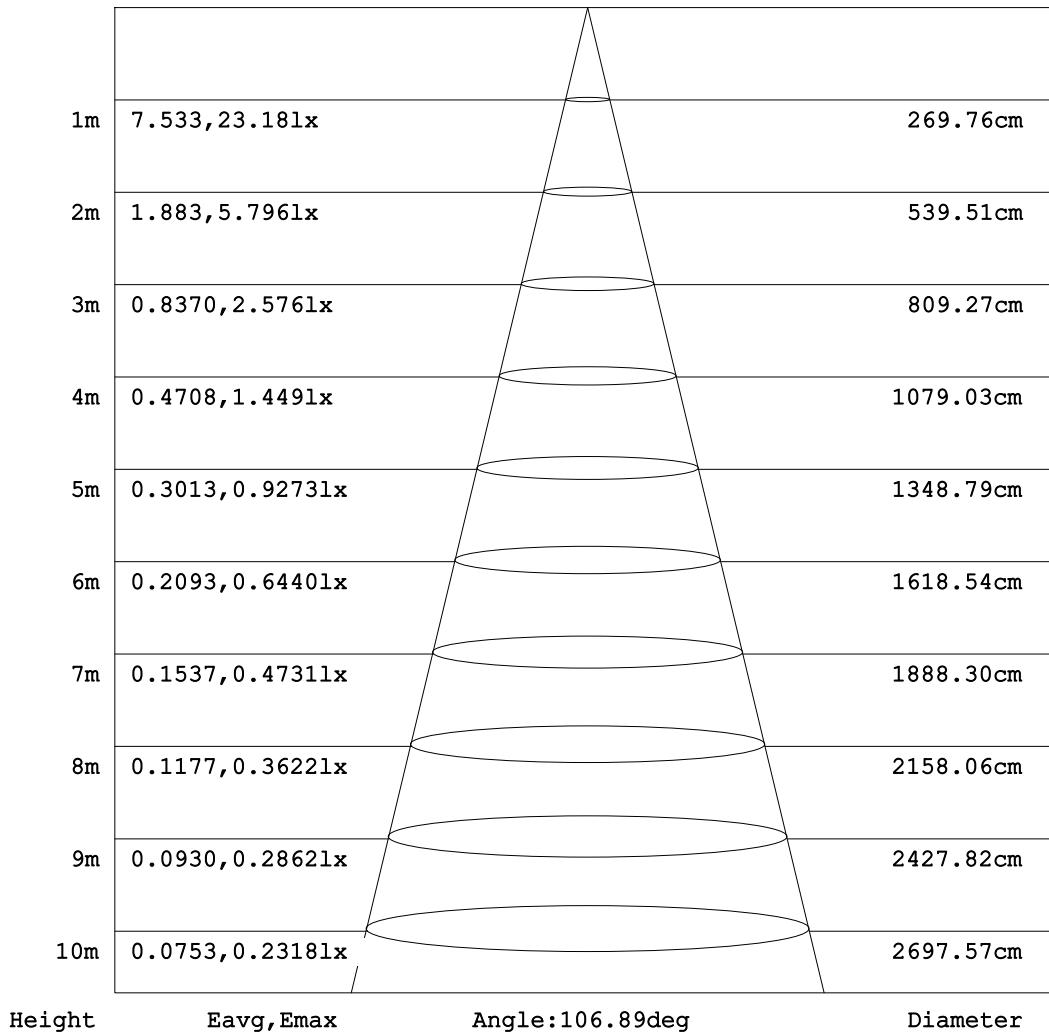 1m 7.533,23.18lx 269.76cm
2m 1.883,5.796lx 539.51cm
3m 0.8370,2.576lx 809.27cm
4m 0.4708,1.449lx 1079.03cm
5m 0.3013,0.9273lx 1348.79cm
6m 0.2093,0.6440lx 1618.54cm
7m 0.1537,0.4731lx 1888.30cm
8m 0.1177,0.3622lx 2158.06cm
9m 0.0930,0.2862lx 2427.82cm
10m 0.0753,0.2318lx 2697.57cm
Height Eavg,Emax Angle:106.89deg Diameter